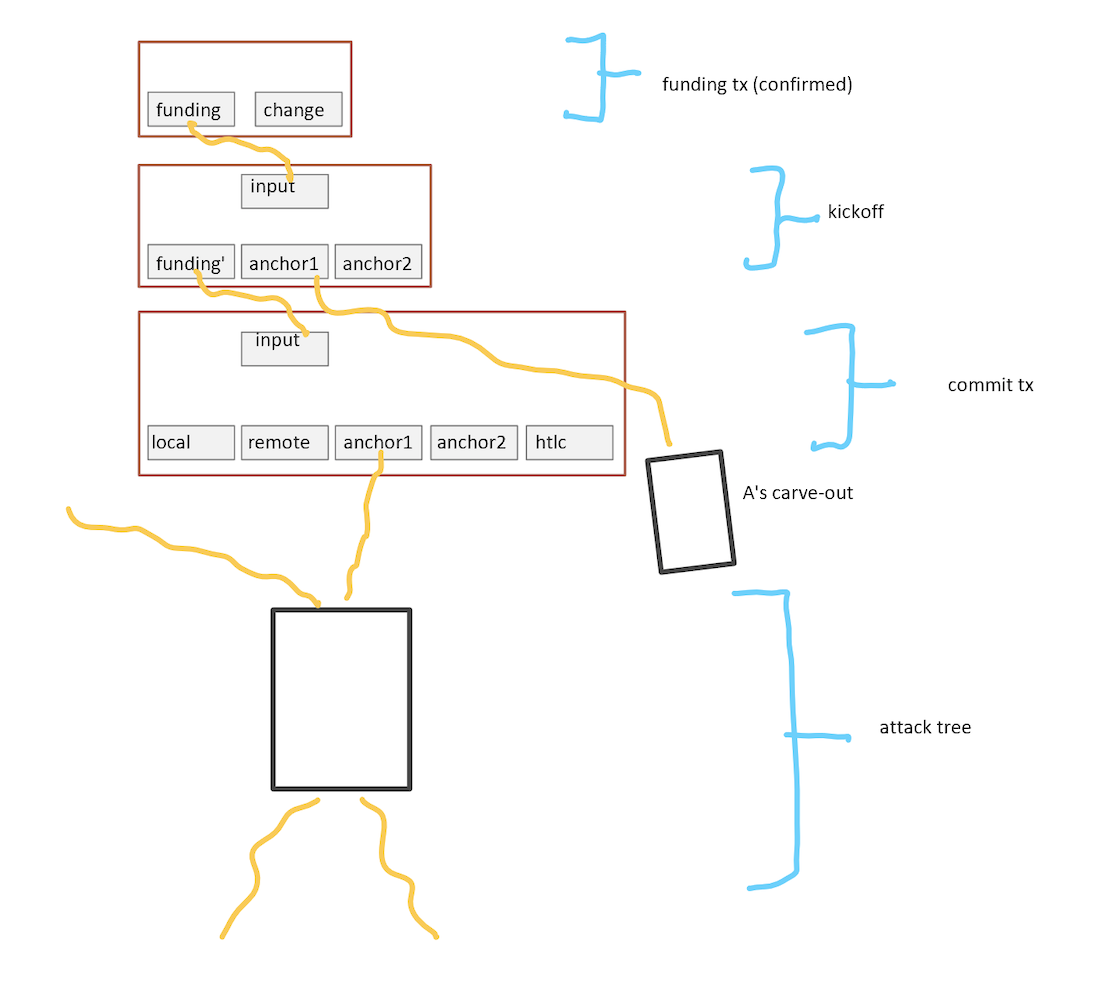 funding
change
funding tx (confirmed)
input
kickoff
funding'
anchor1
anchor2
input
commit tx
local
remote
anchor1
anchor2
htlc
A's carve-out
attack tree